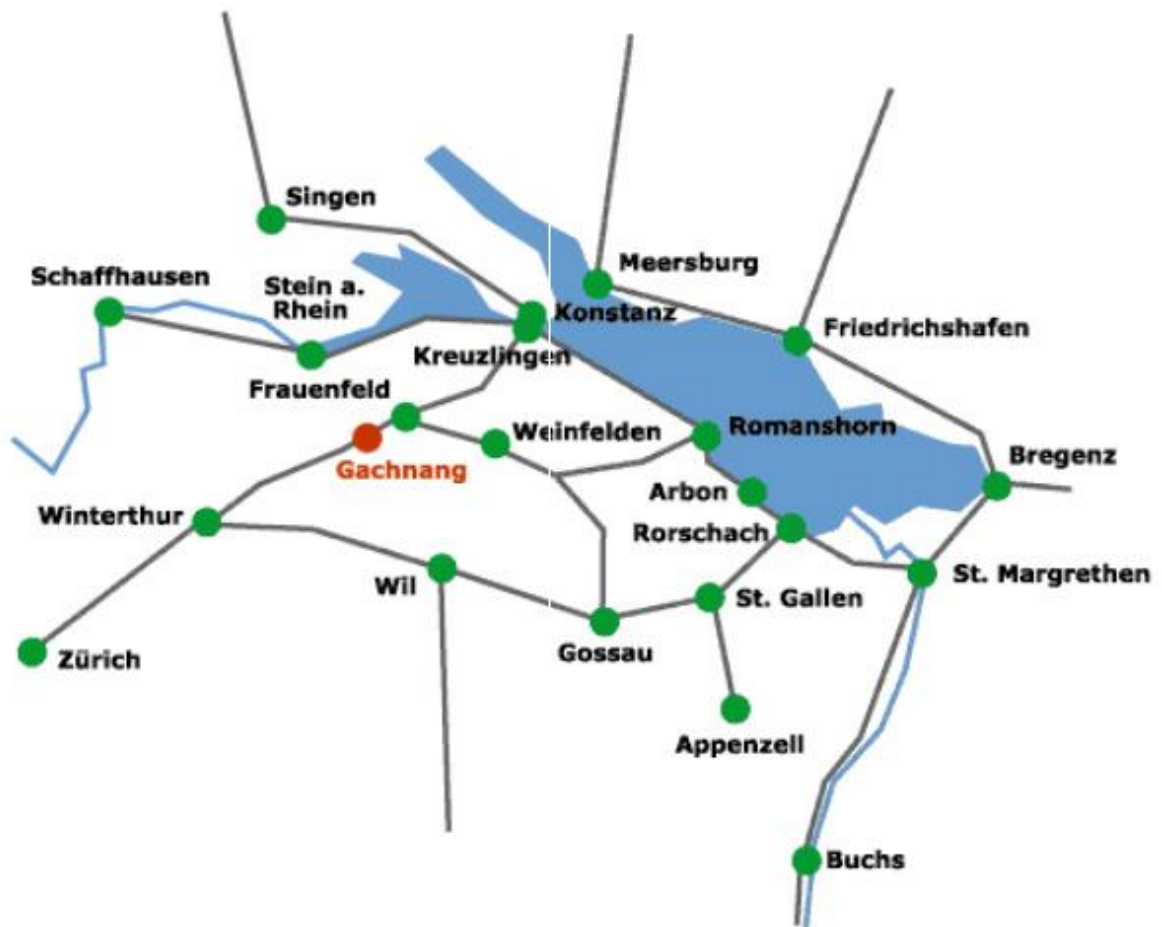 Singen
Meersburg
Schaffhausen
Stein a.
Rhein
Konstanz
Friedrichshafen
Kreuzlingen
Frauenfeld
Weinfelden
Romanshorn
Gachnang
Bregenz
Arbon
Winterthur
Rorschach
Wil
St. Margrethen
St. Gallen
Zürich
Gossau
Appenzell
Buchs